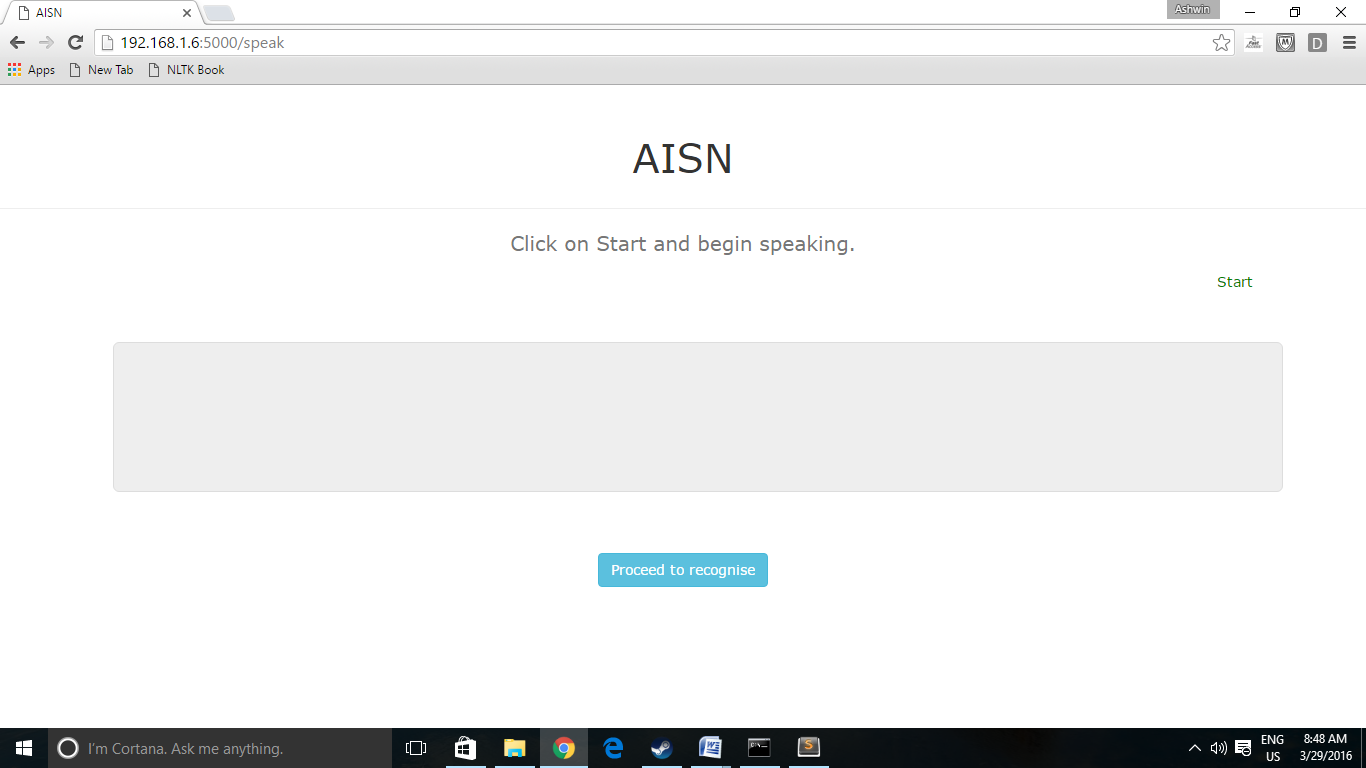 AISN
Ashwin
192.168.1.6:5000/speak
D
Apps
New Tab
NLTK Book
AISN
Click on Start and begin speaking.
Start
Proceed to recognise
I'm Cortana. Ask me anything.
ENG
US
8:48 AM
3/29/2016